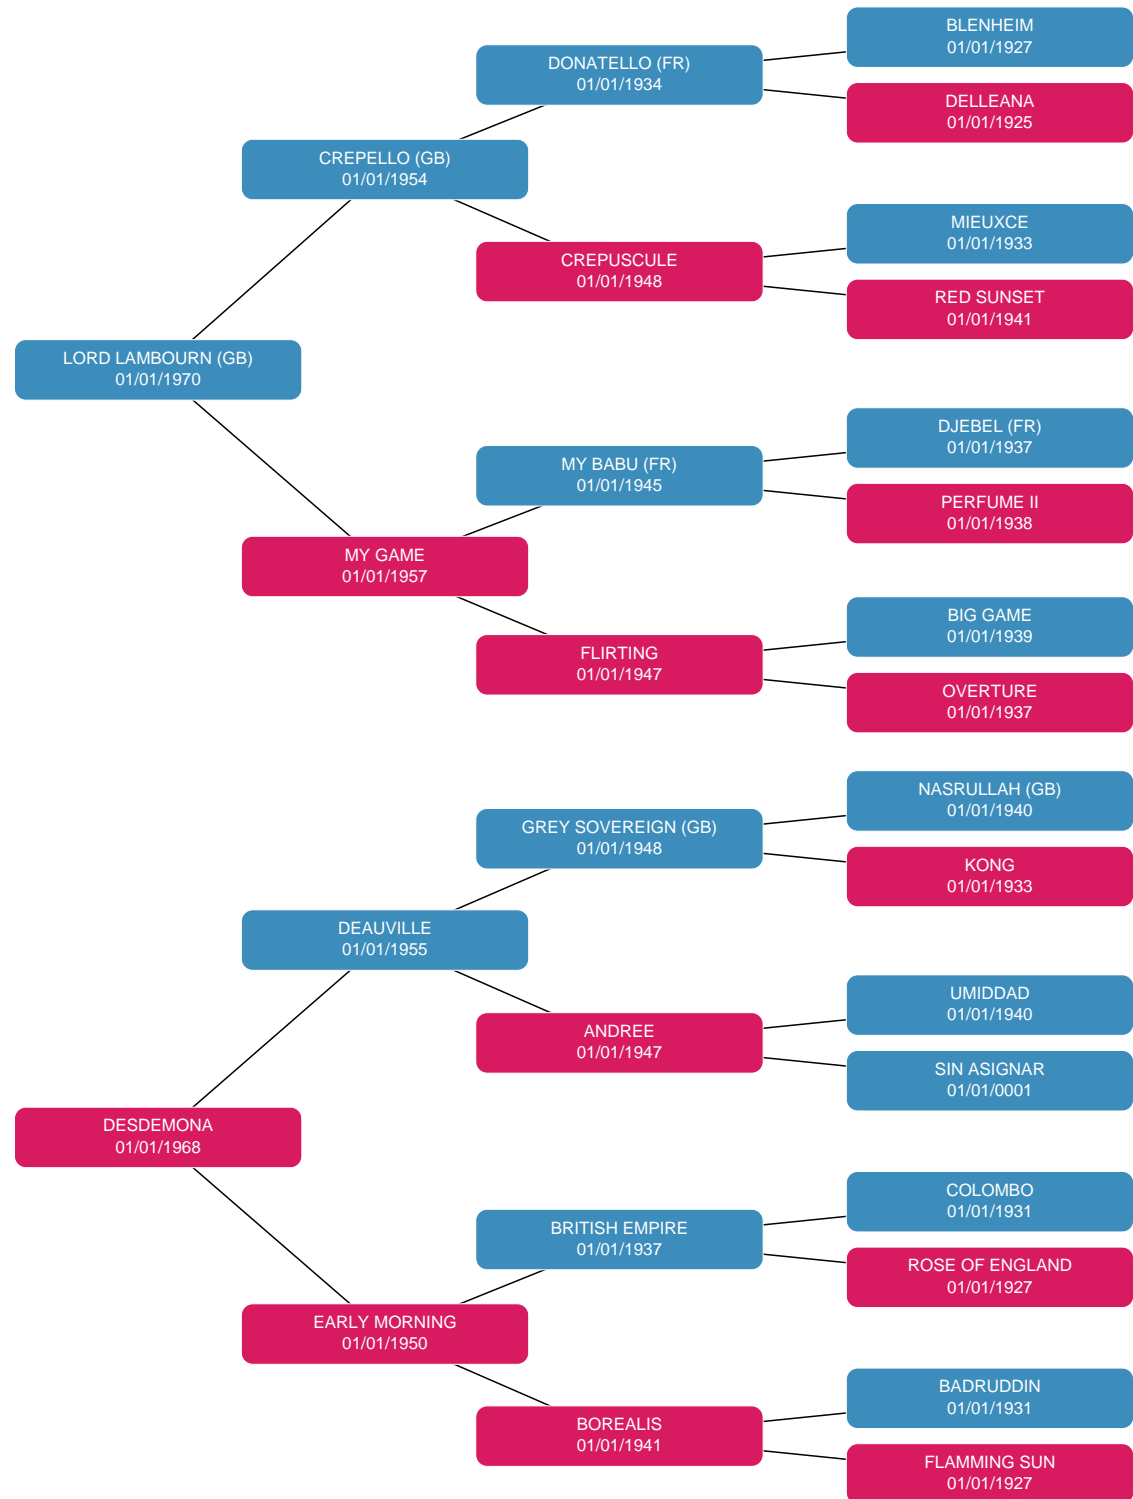 BLENHEIM
01/01/1927
DONATELLO (FR)
01/01/1934
DELLEANA
01/01/1925
CREPELLO (GB)
01/01/1954
MIEUXCE
01/01/1933
CREPUSCULE
01/01/1948
RED SUNSET
01/01/1941
LORD LAMBOURN (GB)
01/01/1970
DJEBEL (FR)
01/01/1937
MY BABU (FR)
01/01/1945
PERFUME II
01/01/1938
MY GAME
01/01/1957
BIG GAME
01/01/1939
FLIRTING
01/01/1947
OVERTURE
01/01/1937
NASRULLAH (GB)
01/01/1940
GREY SOVEREIGN (GB)
01/01/1948
KONG
01/01/1933
DEAUVILLE
01/01/1955
UMIDDAD
01/01/1940
ANDREE
01/01/1947
SIN ASIGNAR
01/01/0001
DESDEMONA
01/01/1968
COLOMBO
01/01/1931
BRITISH EMPIRE
01/01/1937
ROSE OF ENGLAND
01/01/1927
EARLY MORNING
01/01/1950
BADRUDDIN
01/01/1931
BOREALIS
01/01/1941
FLAMMING SUN
01/01/1927